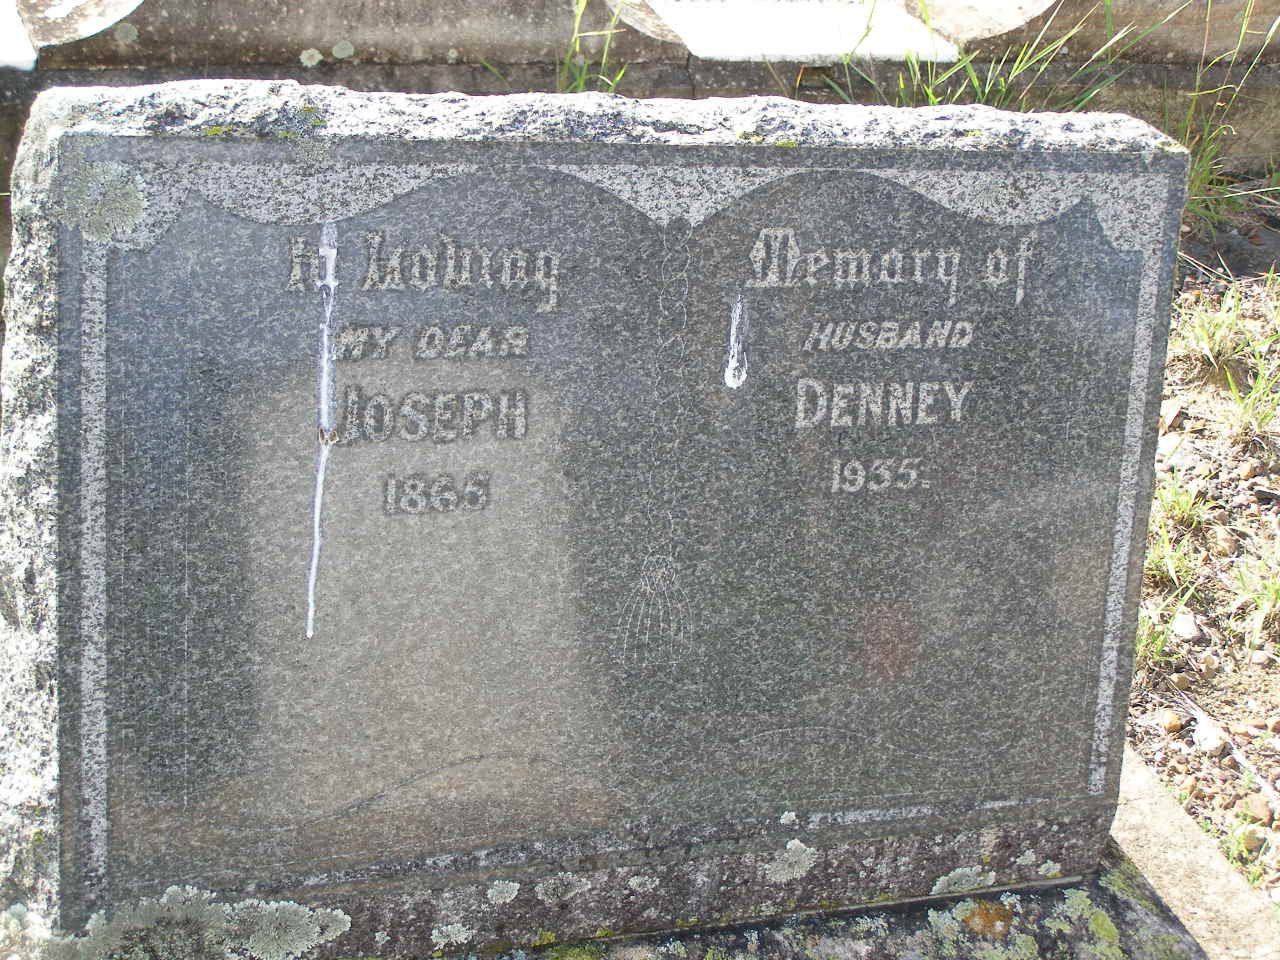 In Loving Memory of
MY DEAR HUSBAND
JOSEPH DENNEY
1865 1935.